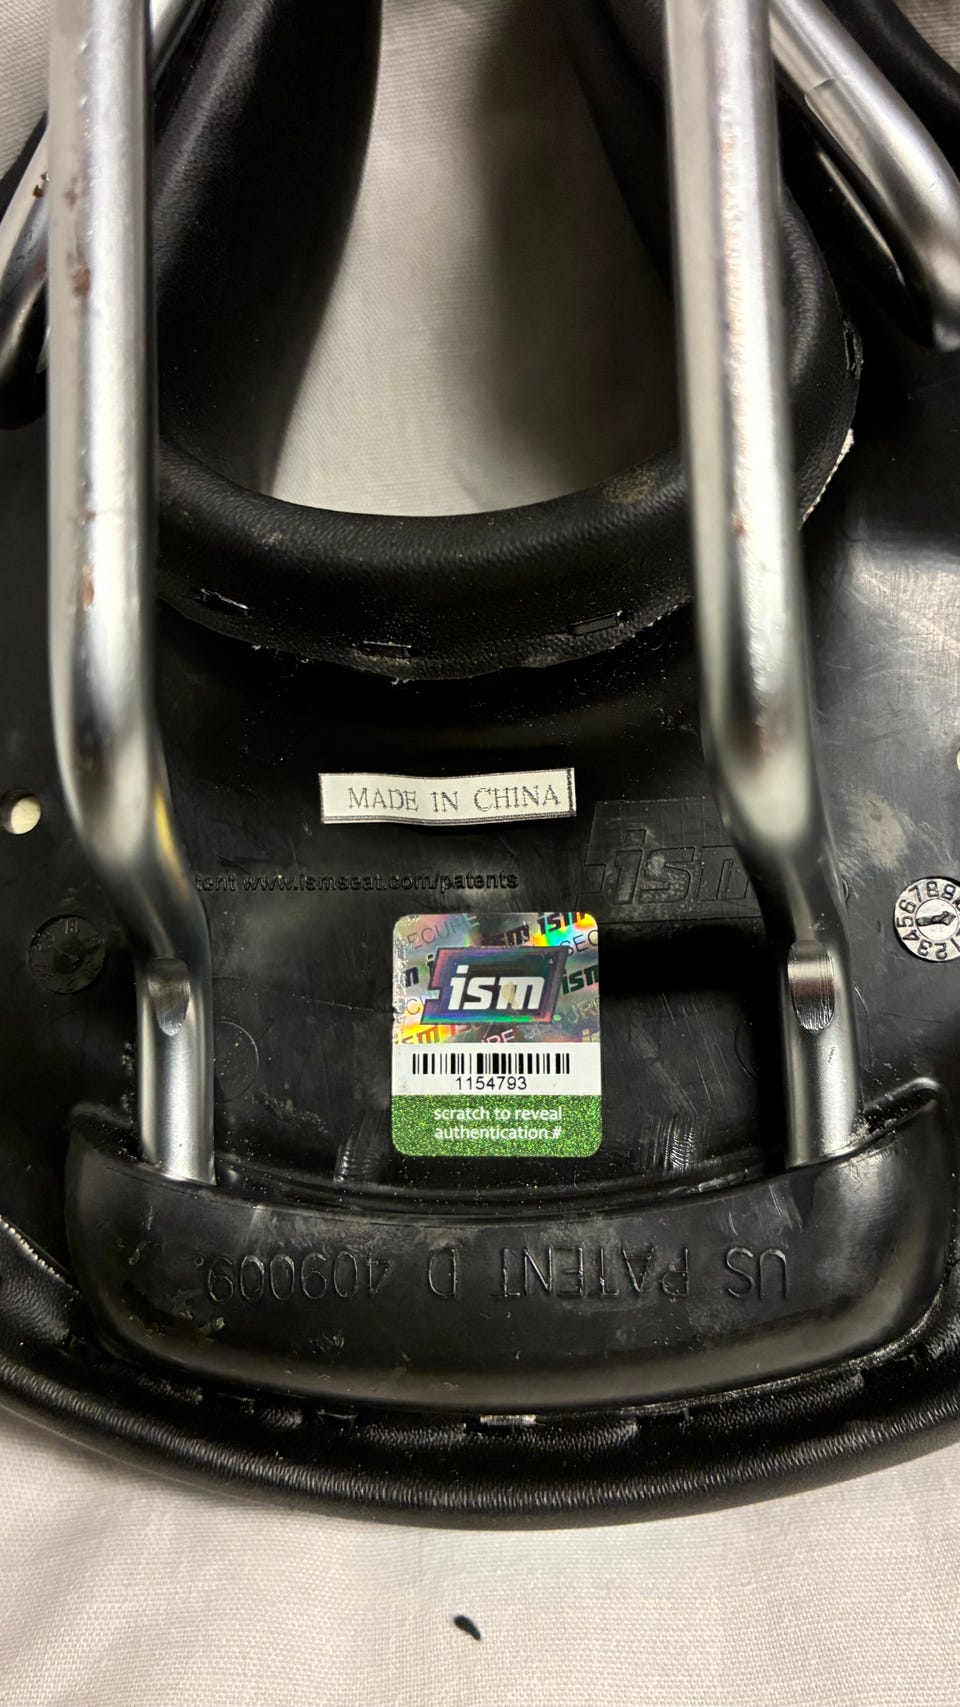 MADE IN CHINA
ism
tent www.ismseat.com/patents
ism
1154793
scratch to reveal
authentication #
US PATENT D 409009.